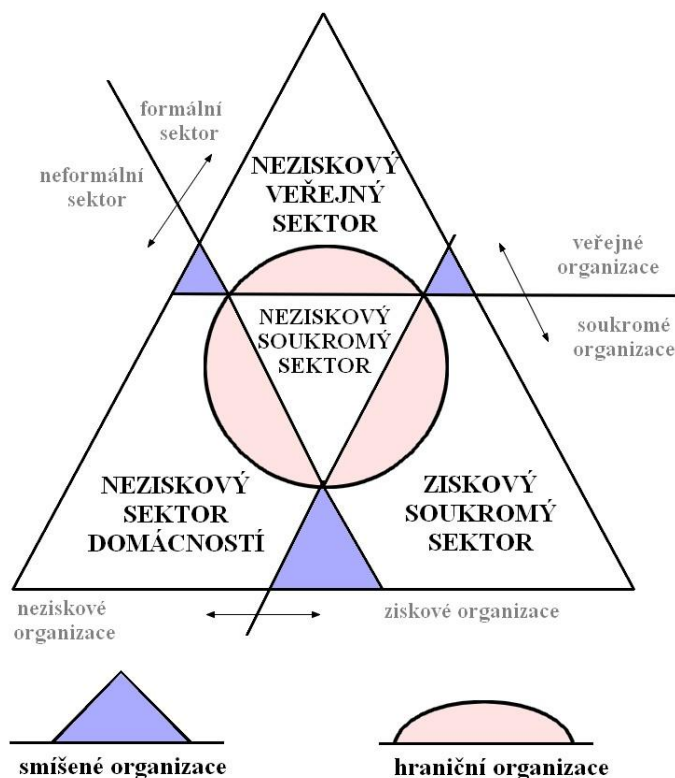 formální
sektor
neformální
sektor
NEZISKOVÝ
VEŘEJNÝ
SEKTOR
veřejné
organizace
soukromé
organizace
NEZISKOVÝ
SOUKROMÝ
SEKTOR
NEZISKOVÝ
SEKTOR
DOMÁCNOSTÍ
ZISKOVÝ
SOUKROMÝ
SEKTOR
neziskové
organizace
ziskové organizace
smíšené organizace
hraniční organizace